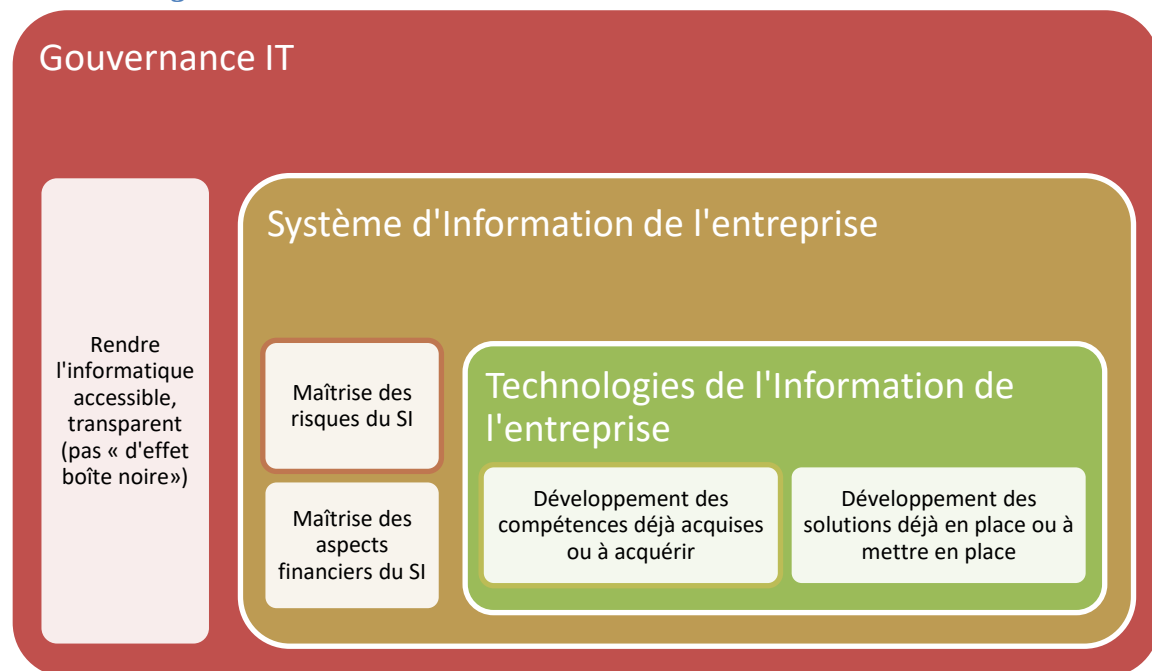 Gouvernance IT
Rendre
l'informatique
accessible,
transparent
(pas « d'effet
boîte noire»)
Système d'Information de l'entreprise
Maîtrise des
risques du SI
Maîtrise des
aspects
financiers du SI
Technologies de l'Information de
l'entreprise
Développement des
compétences déjà acquises
ou à acquérir
Développement des
solutions déjà en place ou à
mettre en place